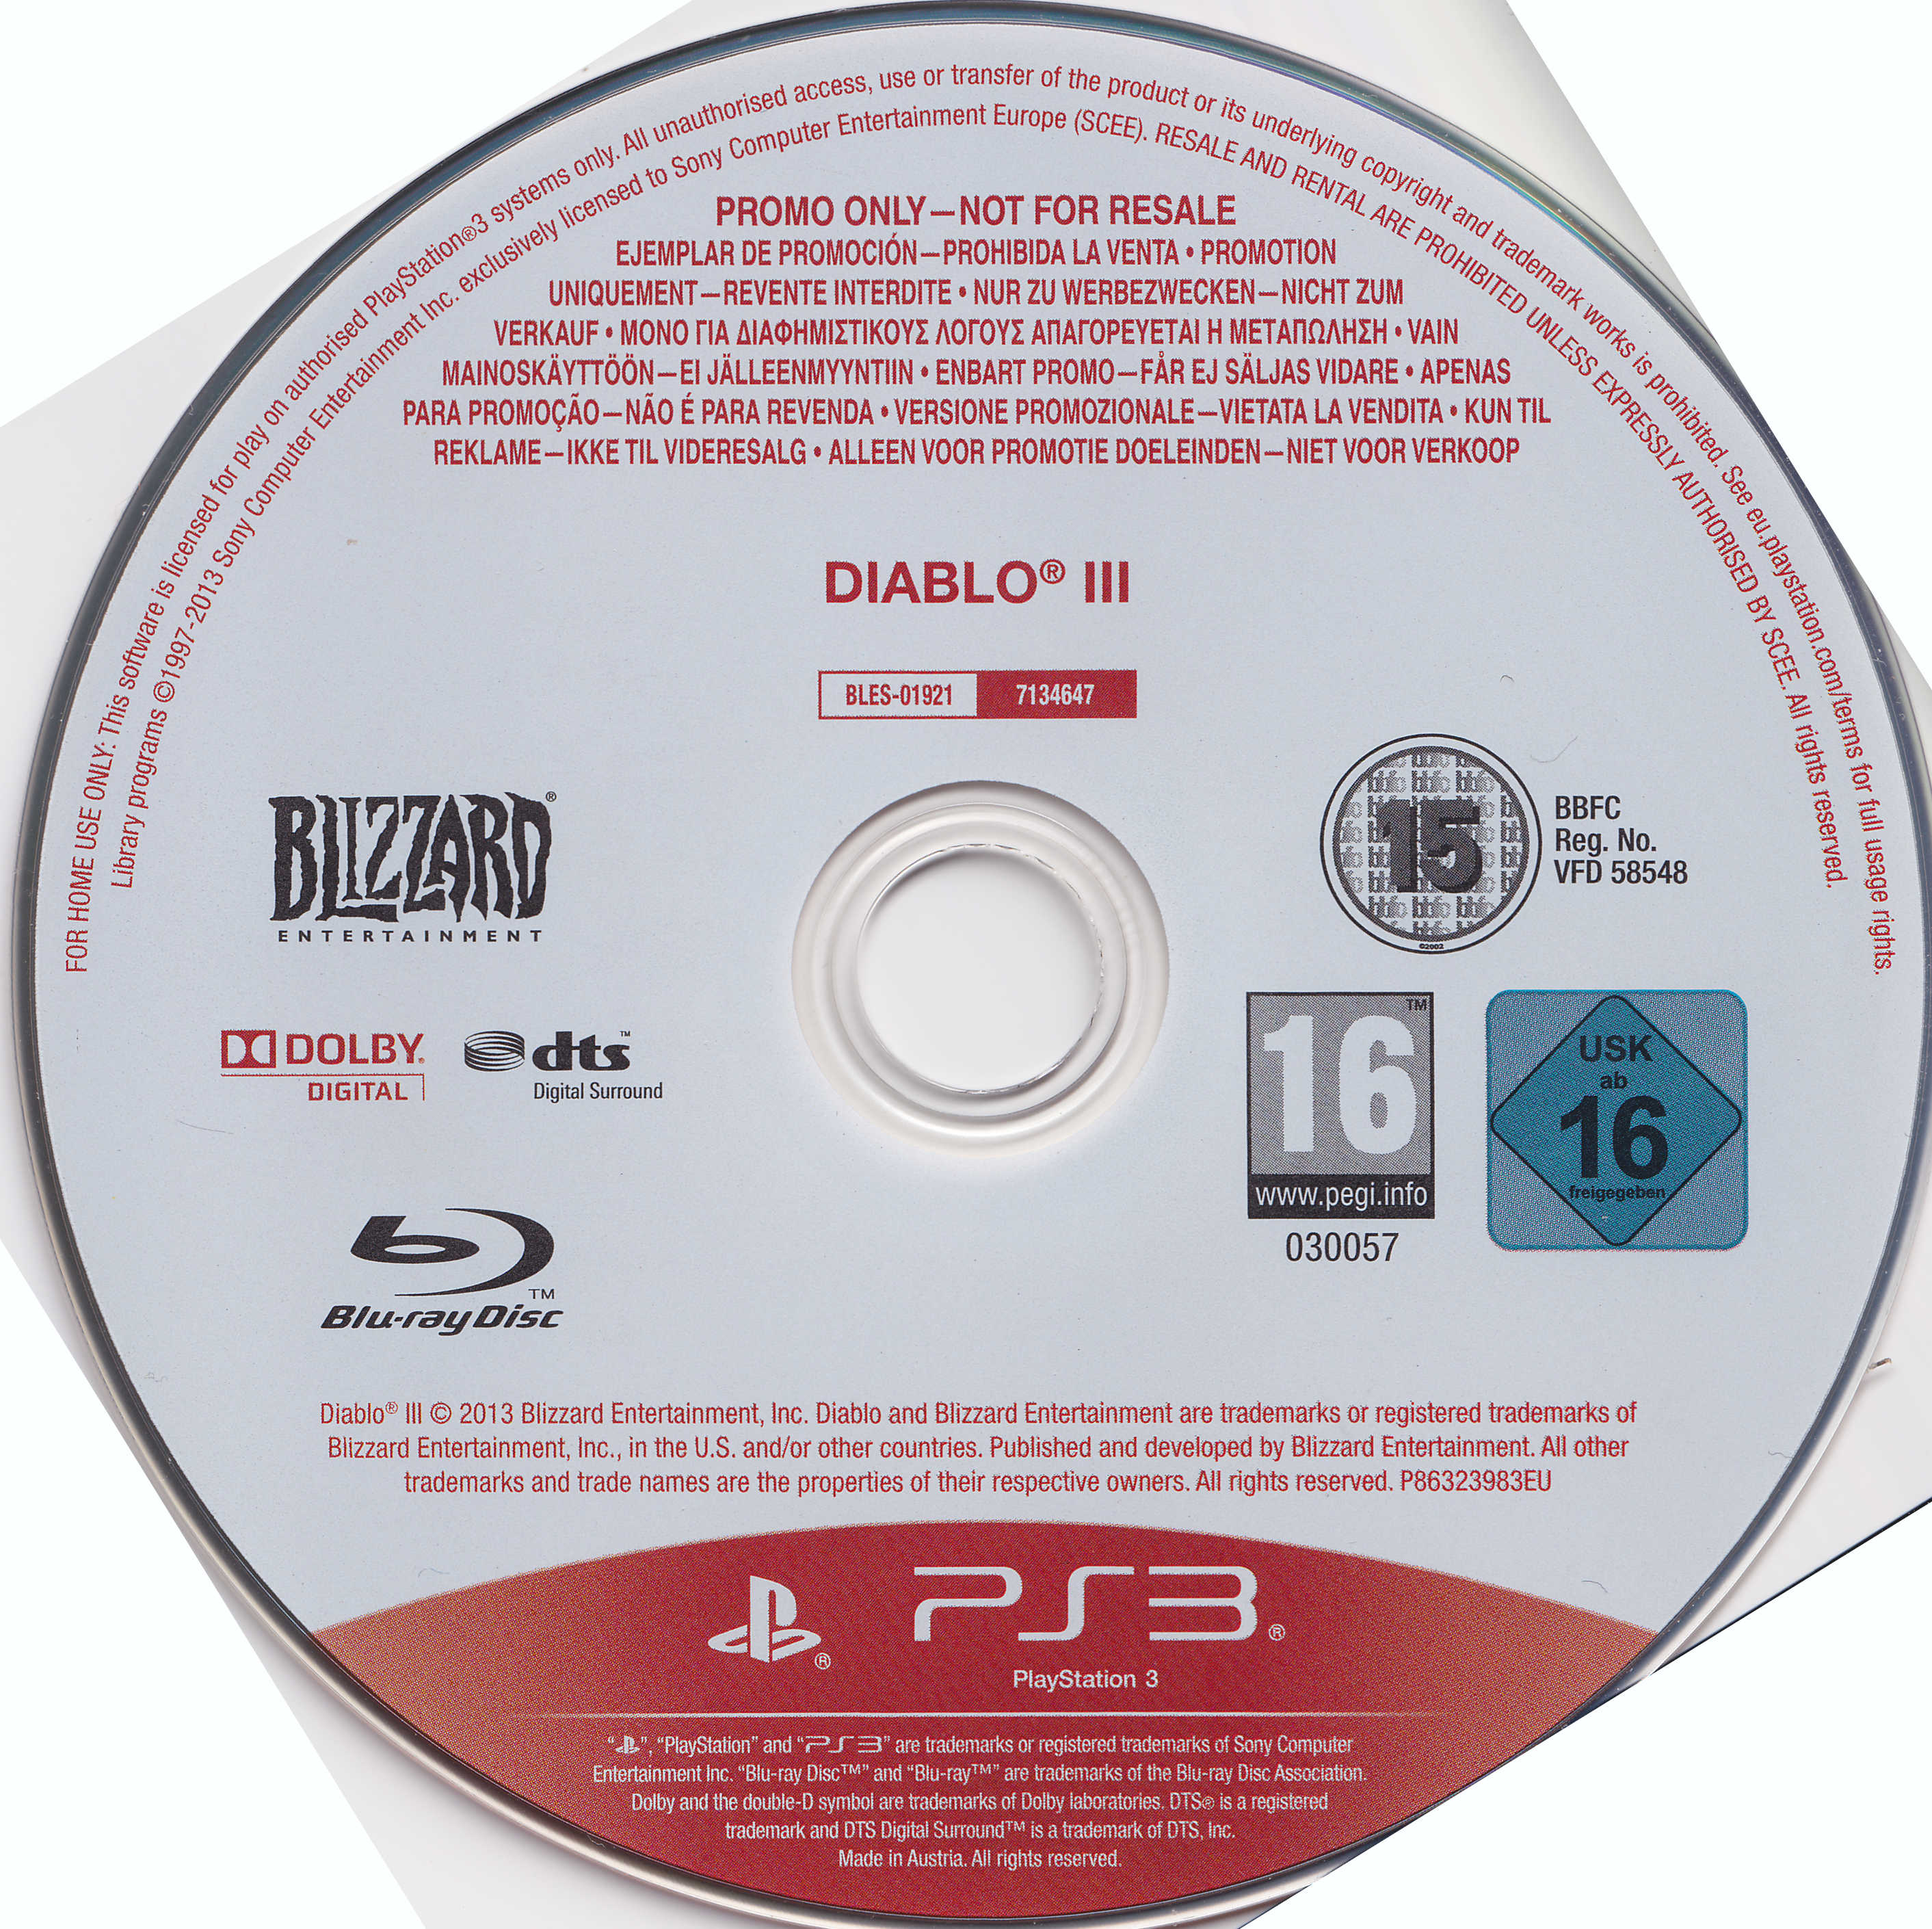 FOR HOME USE ONLY: This software is licensed for play on authorised PlayStation®3 systems only. All unauthorised access, use or transfer of the product or its underlying copyright and trademark works is prohibited. See eu.playstation.com/terms for full usage rights.
Library programs ©1997-2013 Sony Computer Entertainment Inc. exclusively licensed to Sony Computer Entertainment Europe (SCEE). RESALE AND RENTAL ARE PROHIBITED UNLESS EXPRESSLY AUTHORISED BY SCEE. All rights reserved.
PROMO ONLY—NOT FOR RESALE
EJEMPLAR DE PROMOCIÓN—PROHIBIDA LA VENTA • PROMOTION
UNIQUEMENT—REVENTE INTERDITE • NUR ZU WERBEZWECKEN—NICHT ZUM
VERKAUF • ΜΟΝΟ ΓΙΑ ΔΙΑΦΗΜΙΣΤΙΚΟΥΣ ΛΟΓΟΥΣ ΑΠΑΓΟΡΕΥΕΤΑΙ Η ΜΕΤΑΠΩΛΗΣΗ • VAIN
MAINOSKÄYTTÖÖN—EI JÄLLEENMYYNTIIN • ENBART PROMO—FÅR EJ SÄLJAS VIDARE • APENAS
PARA PROMOÇÃO—NÃO É PARA REVENDA • VERSIONE PROMOZIONALE—VIETATA LA VENDITA • KUN TIL
REKLAME—IKKE TIL VIDERESALG • ALLEEN VOOR PROMOTIE DOELEINDEN—NIET VOOR VERKOOP
DIABLO® III
BLES-01921 7134647
BLIZZARD®
ENTERTAINMENT
15
©2002
BBFC
Reg. No.
VFD 58548
DOLBY®
DIGITAL
dts™
Digital Surround
16™
www.pegi.info
030057
USK
ab
16
freigegeben
Blu-ray Disc™
Diablo® III © 2013 Blizzard Entertainment, Inc. Diablo and Blizzard Entertainment are trademarks or registered trademarks of
Blizzard Entertainment, Inc., in the U.S. and/or other countries. Published and developed by Blizzard Entertainment. All other
trademarks and trade names are the properties of their respective owners. All rights reserved. P86323983EU
PS3®
PlayStation 3
“ ”, “PlayStation” and “PS3” are trademarks or registered trademarks of Sony Computer
Entertainment Inc. “Blu-ray Disc™” and “Blu-ray™” are trademarks of the Blu-ray Disc Association.
Dolby and the double-D symbol are trademarks of Dolby laboratories. DTS® is a registered
trademark and DTS Digital Surround™ is a trademark of DTS, Inc.
Made in Austria. All rights reserved.